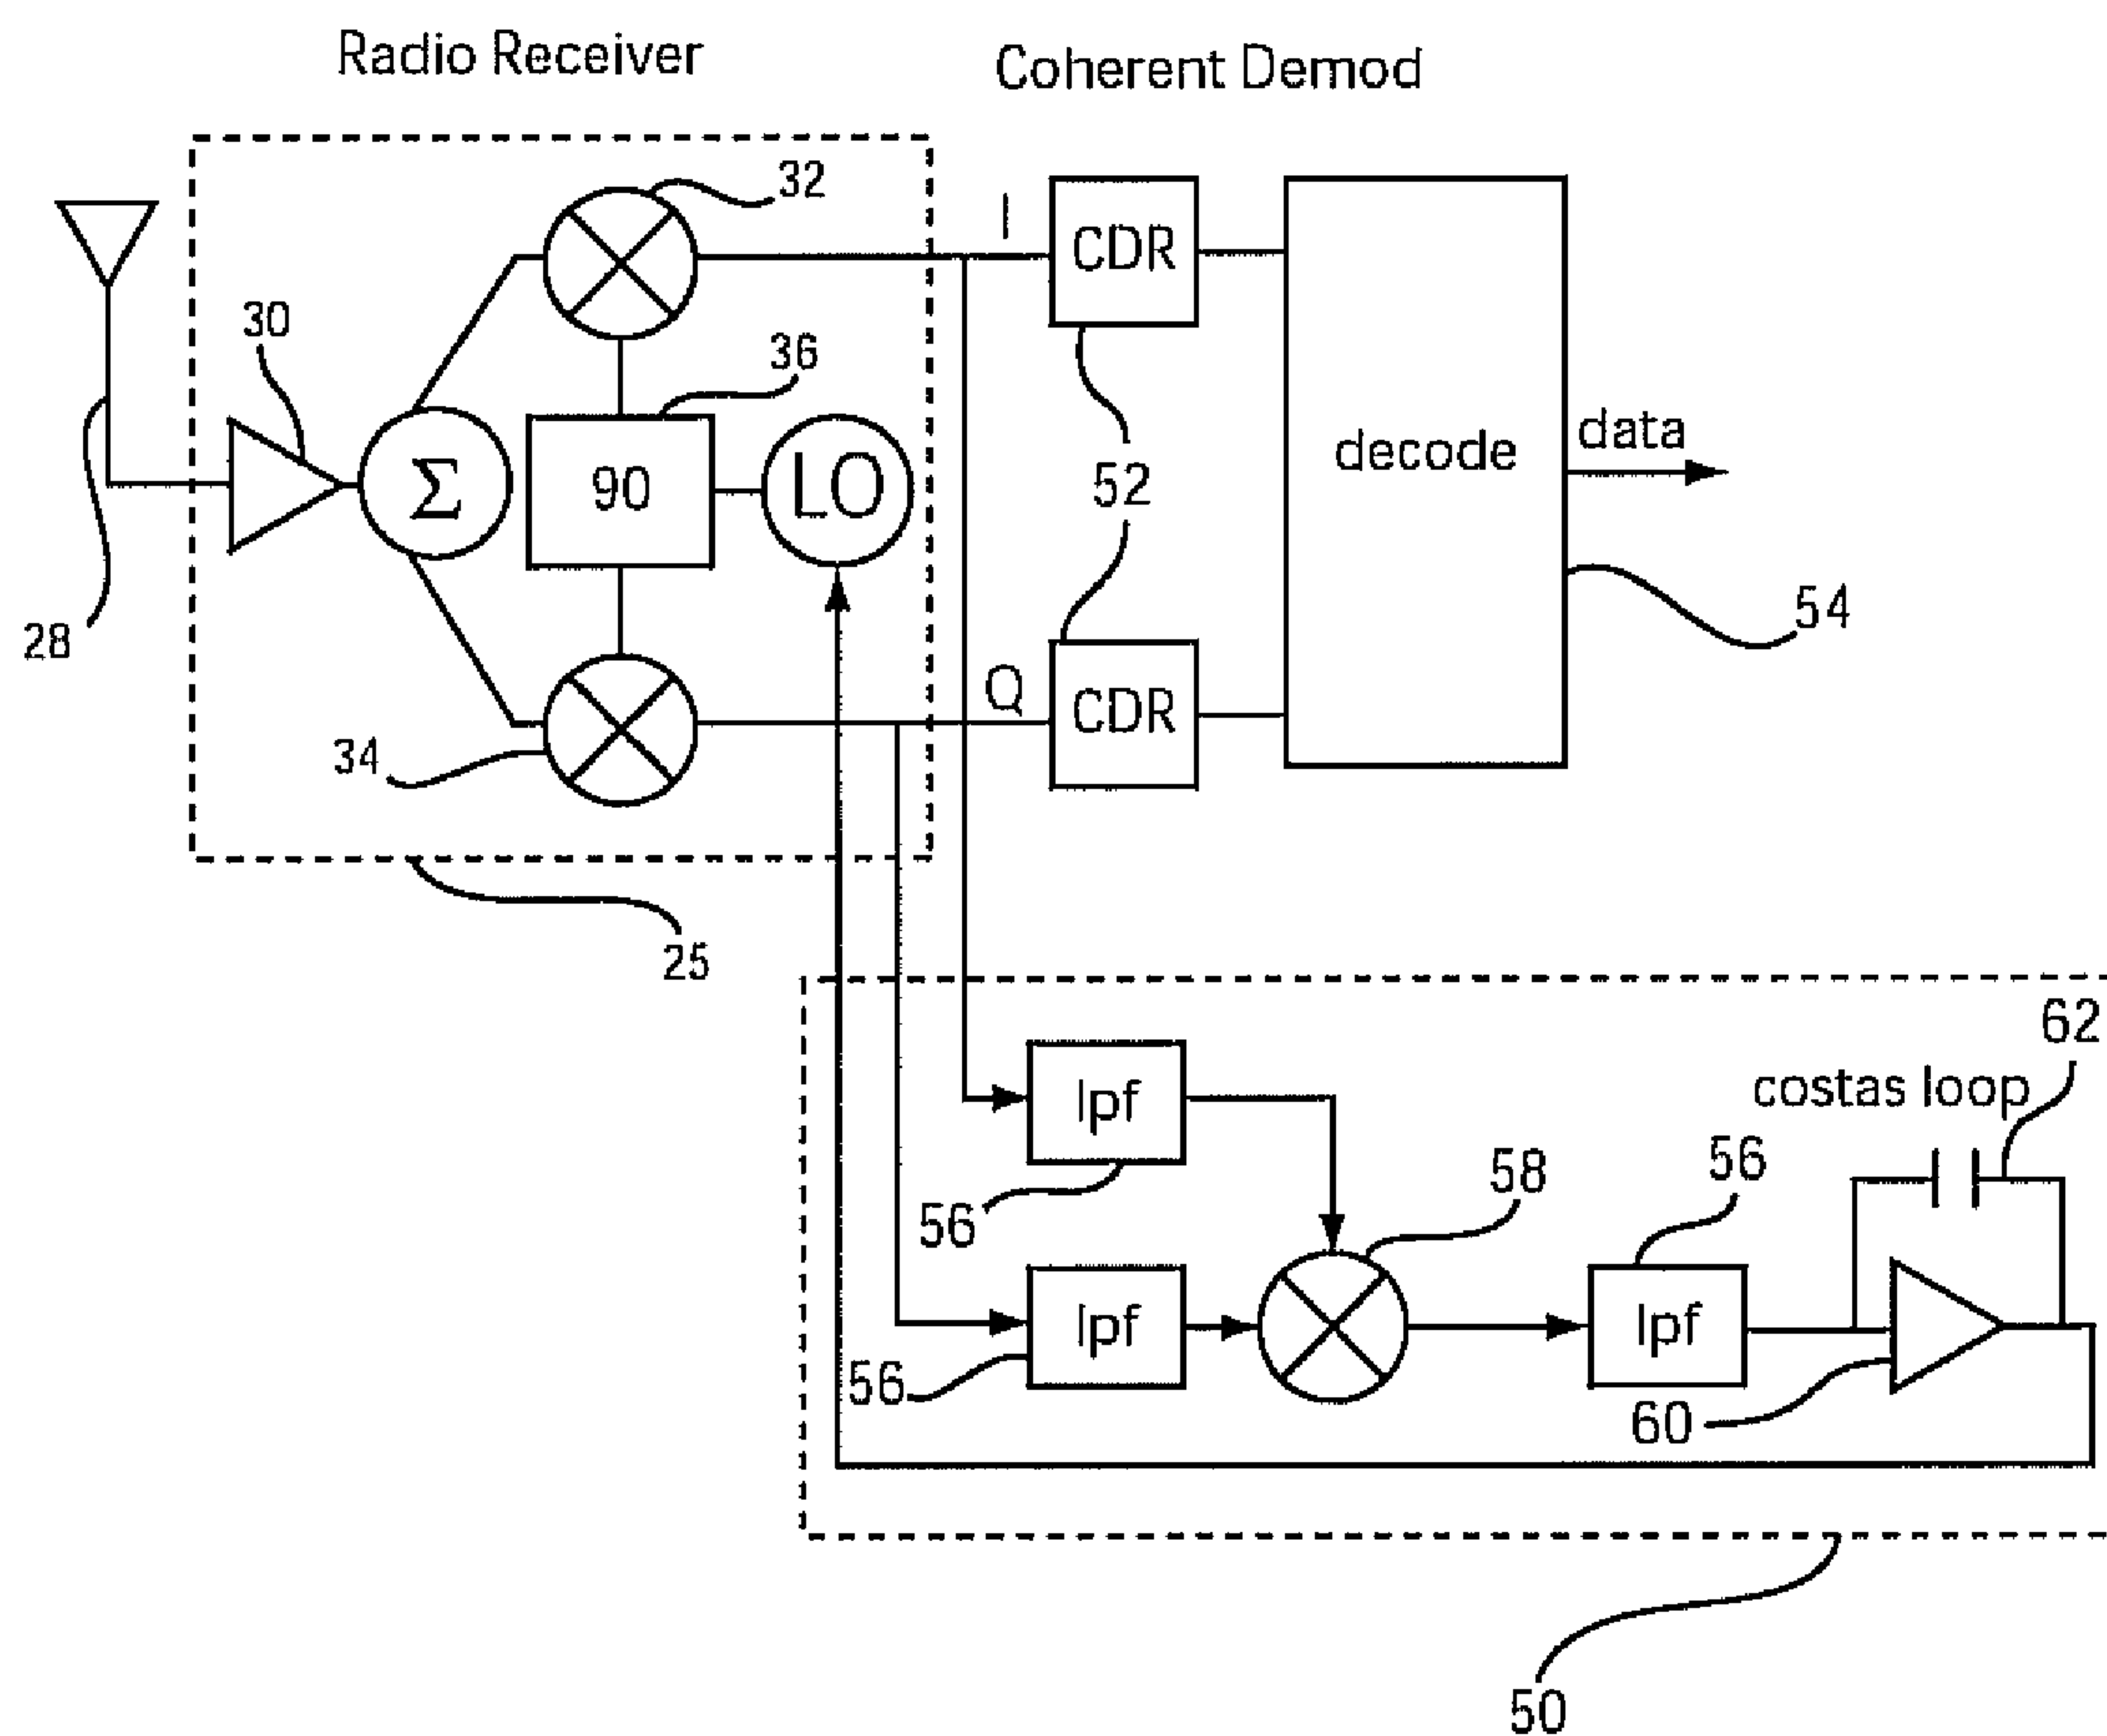 Radio Receiver
Coherent Demod
32
I
CDR
30
36
Σ
90
LO
52
decode
data
28
54
Q
CDR
34
25
62
costas loop
lpf
56
58
56
lpf
56
lpf
60
50